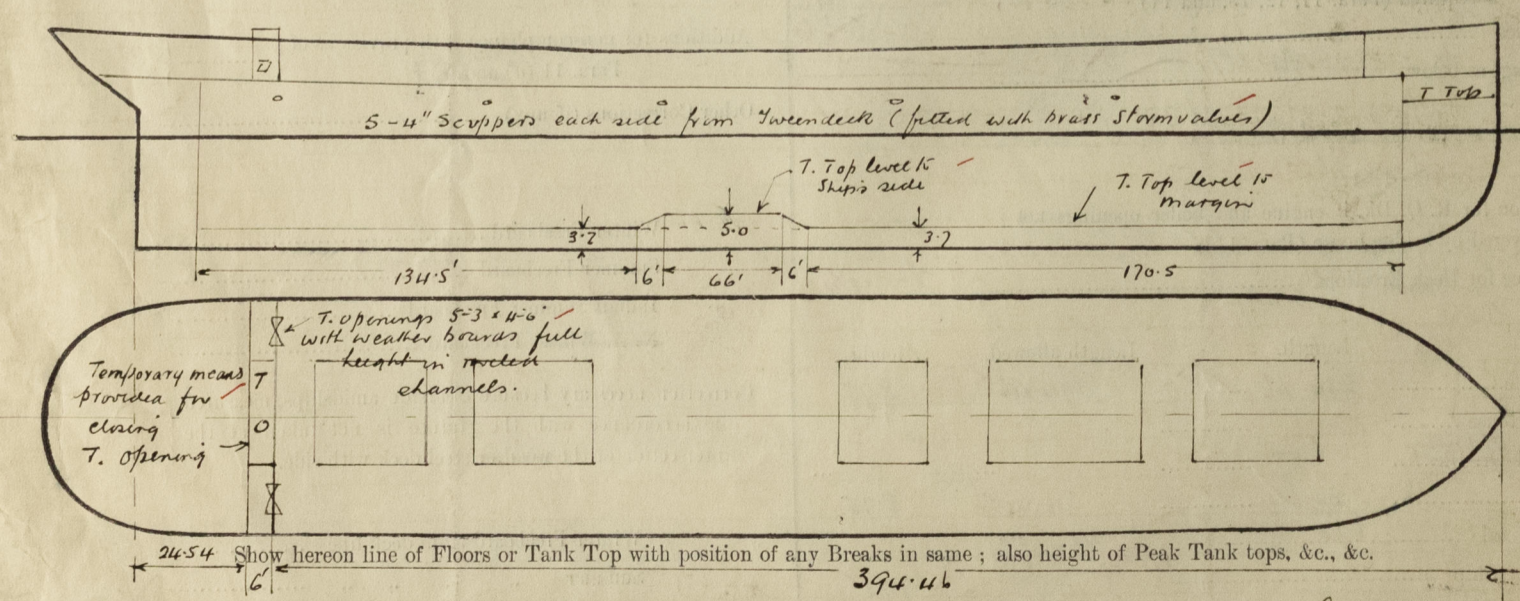 5-4" Scuppers each side from Tweendeck (fitted with brass Stormvalves)
T Top
T. Top level to
Ship's side
T. Top level to
margin
3.7 5.0 3.7
134.5' 6' 66' 6' 170.5
T. openings 5-3 x 4-6"
with weather boards full
height in
channels.
Temporary means
provided for
closing
T. opening
T
O
24.54
Show hereon line of Floors or Tank Top with position of any Breaks in same ; also height of Peak Tank tops, &c., &c.
6' 394.46